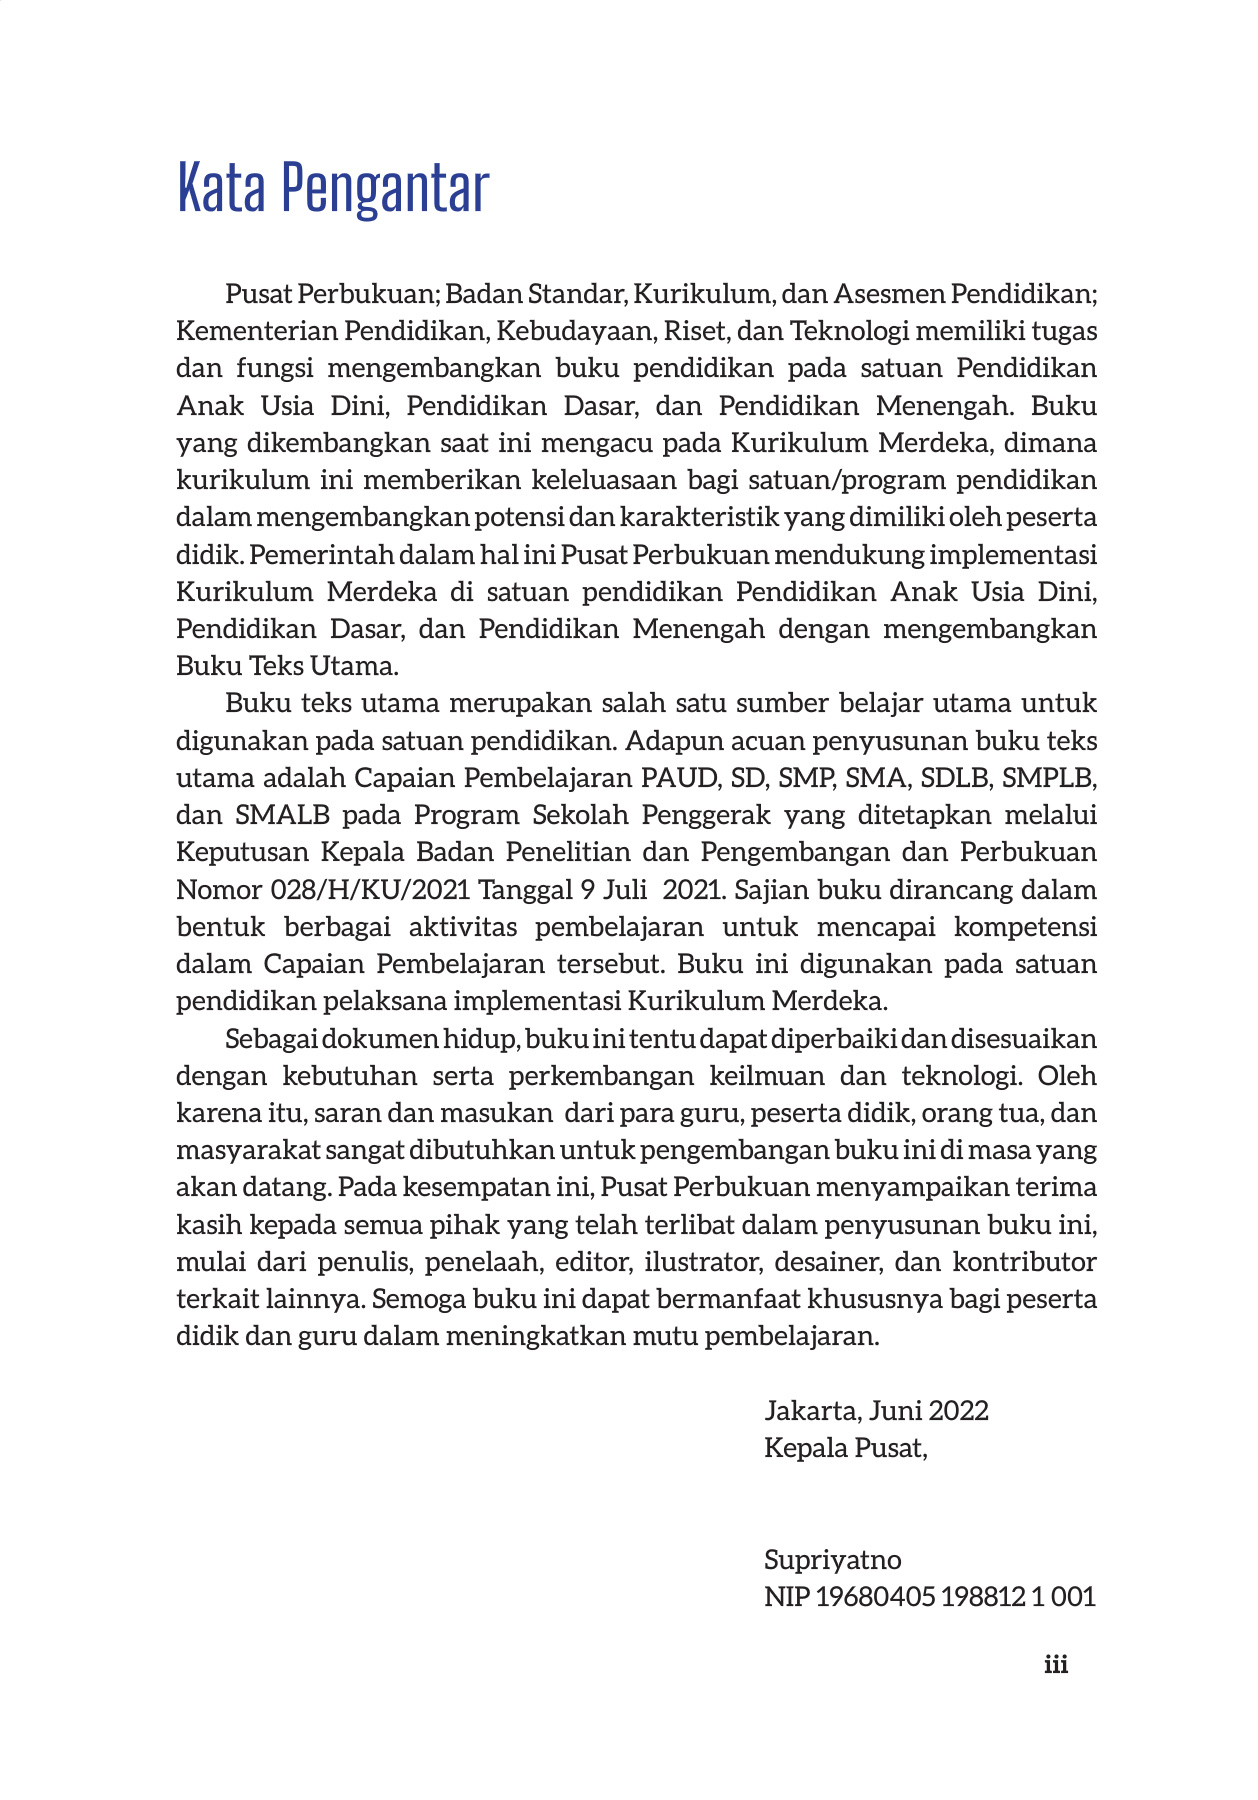 Kata Pengantar
Pusat Perbukuan; Badan Standar, Kurikulum, dan Asesmen Pendidikan;
Kementerian Pendidikan, Kebudayaan, Riset, dan Teknologi memiliki tugas
dan fungsi mengembangkan buku pendidikan pada satuan Pendidikan
Anak Usia Dini, Pendidikan Dasar, dan Pendidikan Menengah. Buku
yang dikembangkan saat ini mengacu pada Kurikulum Merdeka, dimana
kurikulum ini memberikan keleluasaan bagi satuan/program pendidikan
dalam mengembangkan potensi dan karakteristik yang dimiliki oleh peserta
didik. Pemerintah dalam hal ini Pusat Perbukuan mendukung implementasi
Kurikulum Merdeka di satuan pendidikan Pendidikan Anak Usia Dini,
Pendidikan Dasar, dan Pendidikan Menengah dengan mengembangkan
Buku Teks Utama.
Buku teks utama merupakan salah satu sumber belajar utama untuk
digunakan pada satuan pendidikan. Adapun acuan penyusunan buku teks
utama adalah Capaian Pembelajaran PAUD, SD, SMP, SMA, SDLB, SMPLB,
dan SMALB pada Program Sekolah Penggerak yang ditetapkan melalui
Keputusan Kepala Badan Penelitian dan Pengembangan dan Perbukuan
Nomor 028/H/KU/2021 Tanggal 9 Juli 2021. Sajian buku dirancang dalam
bentuk berbagai aktivitas pembelajaran untuk mencapai kompetensi
dalam Capaian Pembelajaran tersebut. Buku ini digunakan pada satuan
pendidikan pelaksana implementasi Kurikulum Merdeka.
Sebagai dokumen hidup, buku ini tentu dapat diperbaiki dan disesuaikan
dengan kebutuhan serta perkembangan keilmuan dan teknologi. Oleh
karena itu, saran dan masukan dari para guru, peserta didik, orang tua, dan
masyarakat sangat dibutuhkan untuk pengembangan buku ini di masa yang
akan datang. Pada kesempatan ini, Pusat Perbukuan menyampaikan terima
kasih kepada semua pihak yang telah terlibat dalam penyusunan buku ini,
mulai dari penulis, penelaah, editor, ilustrator, desainer, dan kontributor
terkait lainnya. Semoga buku ini dapat bermanfaat khususnya bagi peserta
didik dan guru dalam meningkatkan mutu pembelajaran.
Jakarta, Juni 2022
Kepala Pusat,
Supriyatno
NIP 19680405 198812 1 001
iii